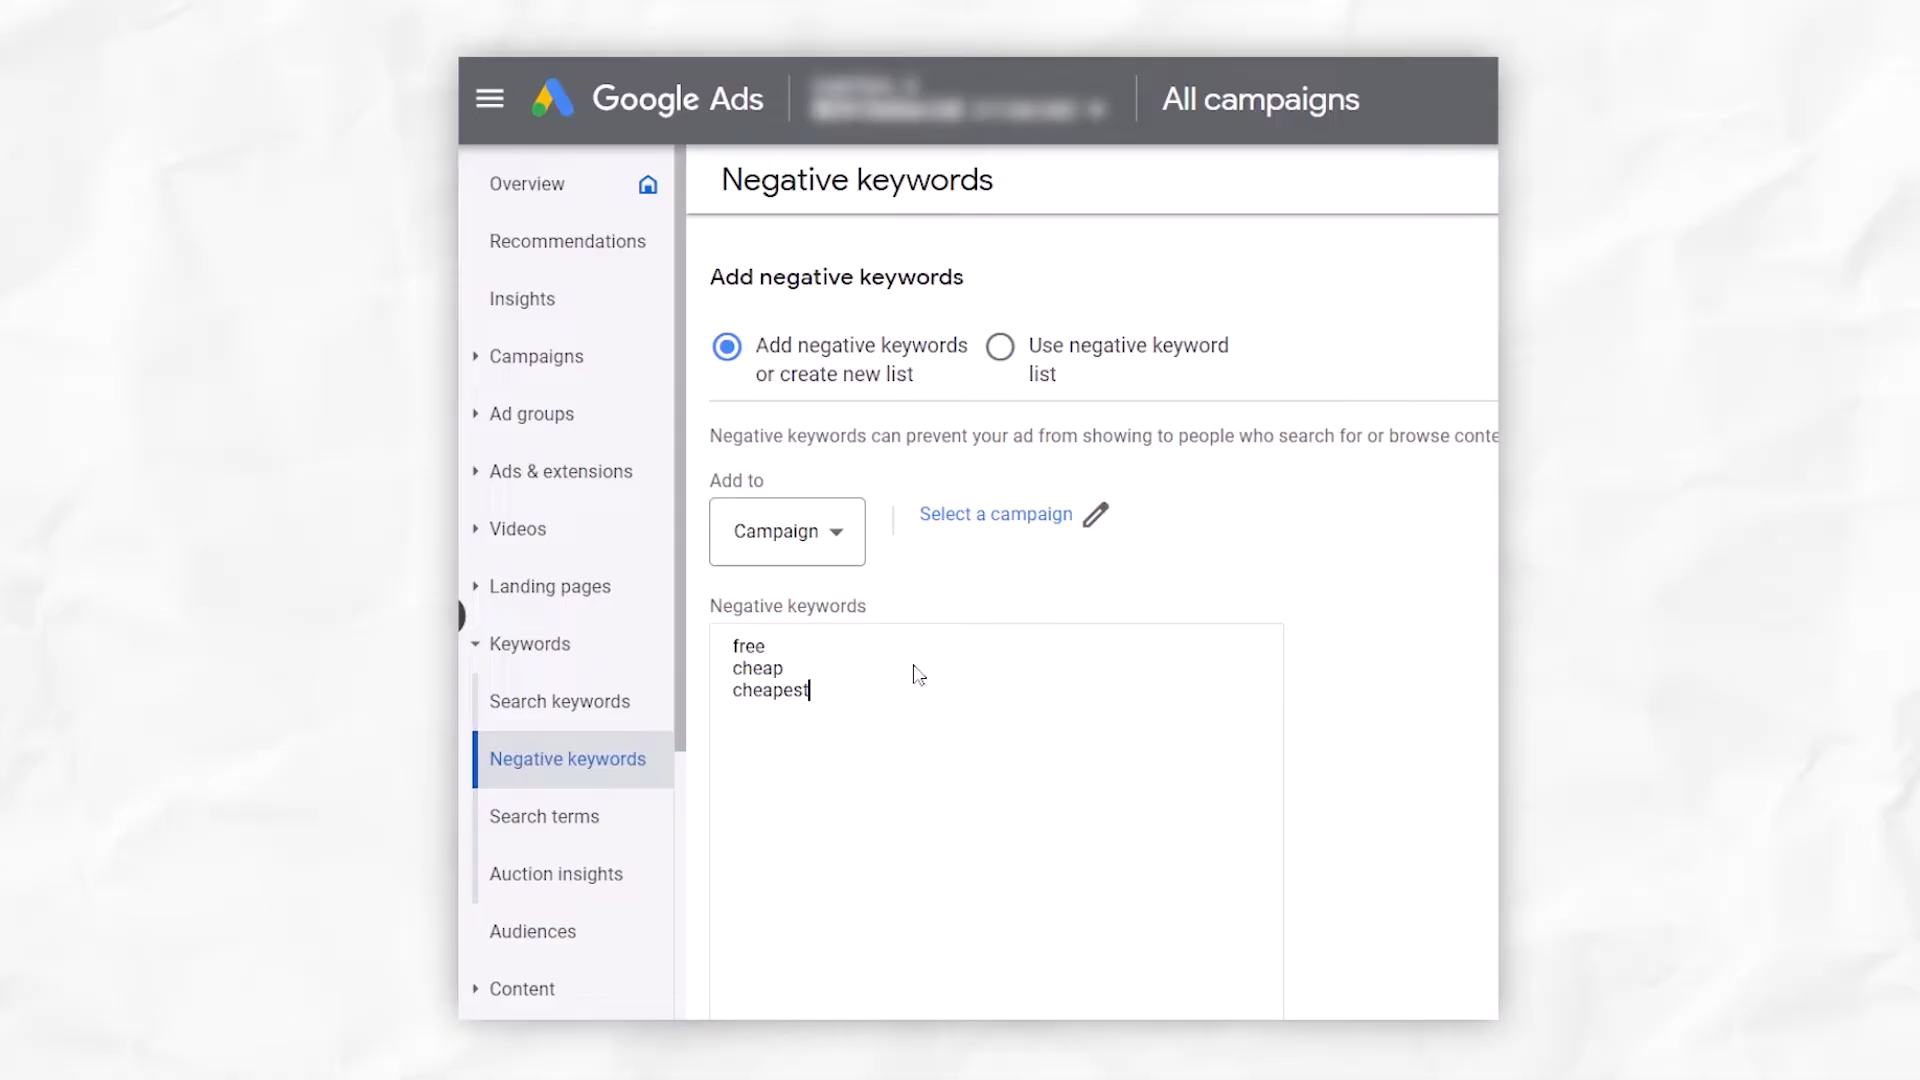 Google Ads
All campaigns
Overview
Recommendations
Insights
Campaigns
Ad groups
Ads & extensions
Videos
Landing pages
Keywords
Search keywords
Negative keywords
Search terms
Auction insights
Audiences
Content
Negative keywords
Add negative keywords
Add negative keywords
or create new list
Use negative keyword
list
Negative keywords can prevent your ad from showing to people who search for or browse conte
Add to
Campaign
Select a campaign
Negative keywords
free
cheap
cheapest